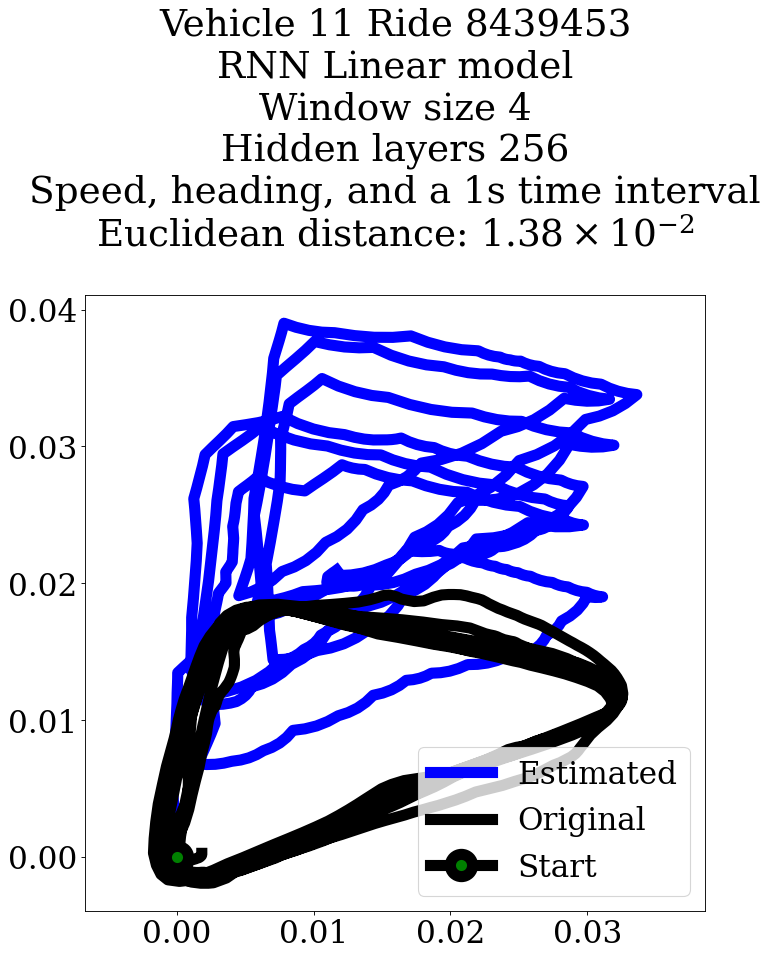 Vehicle 11 Ride 8439453
RNN Linear model
Window size 4
Hidden layers 256
Speed, heading, and a 1s time interval
Euclidean distance: 1.38 × 10⁻²
0.04
0.03
0.02
0.01
0.00
Estimated
Original
Start
0.00 0.01 0.02 0.03